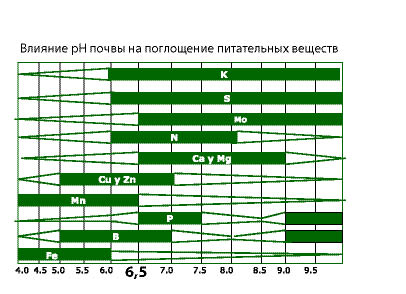 Влияние pH почвы на поглощение питательных веществ
K
S
Mo
N
Ca y Mg
Cu y Zn
Mn
P
B
Fe
4.0 4.5 5.0 5.5 6.0 6,5 7.0 7.5 8.0 8.5 9.0 9.5